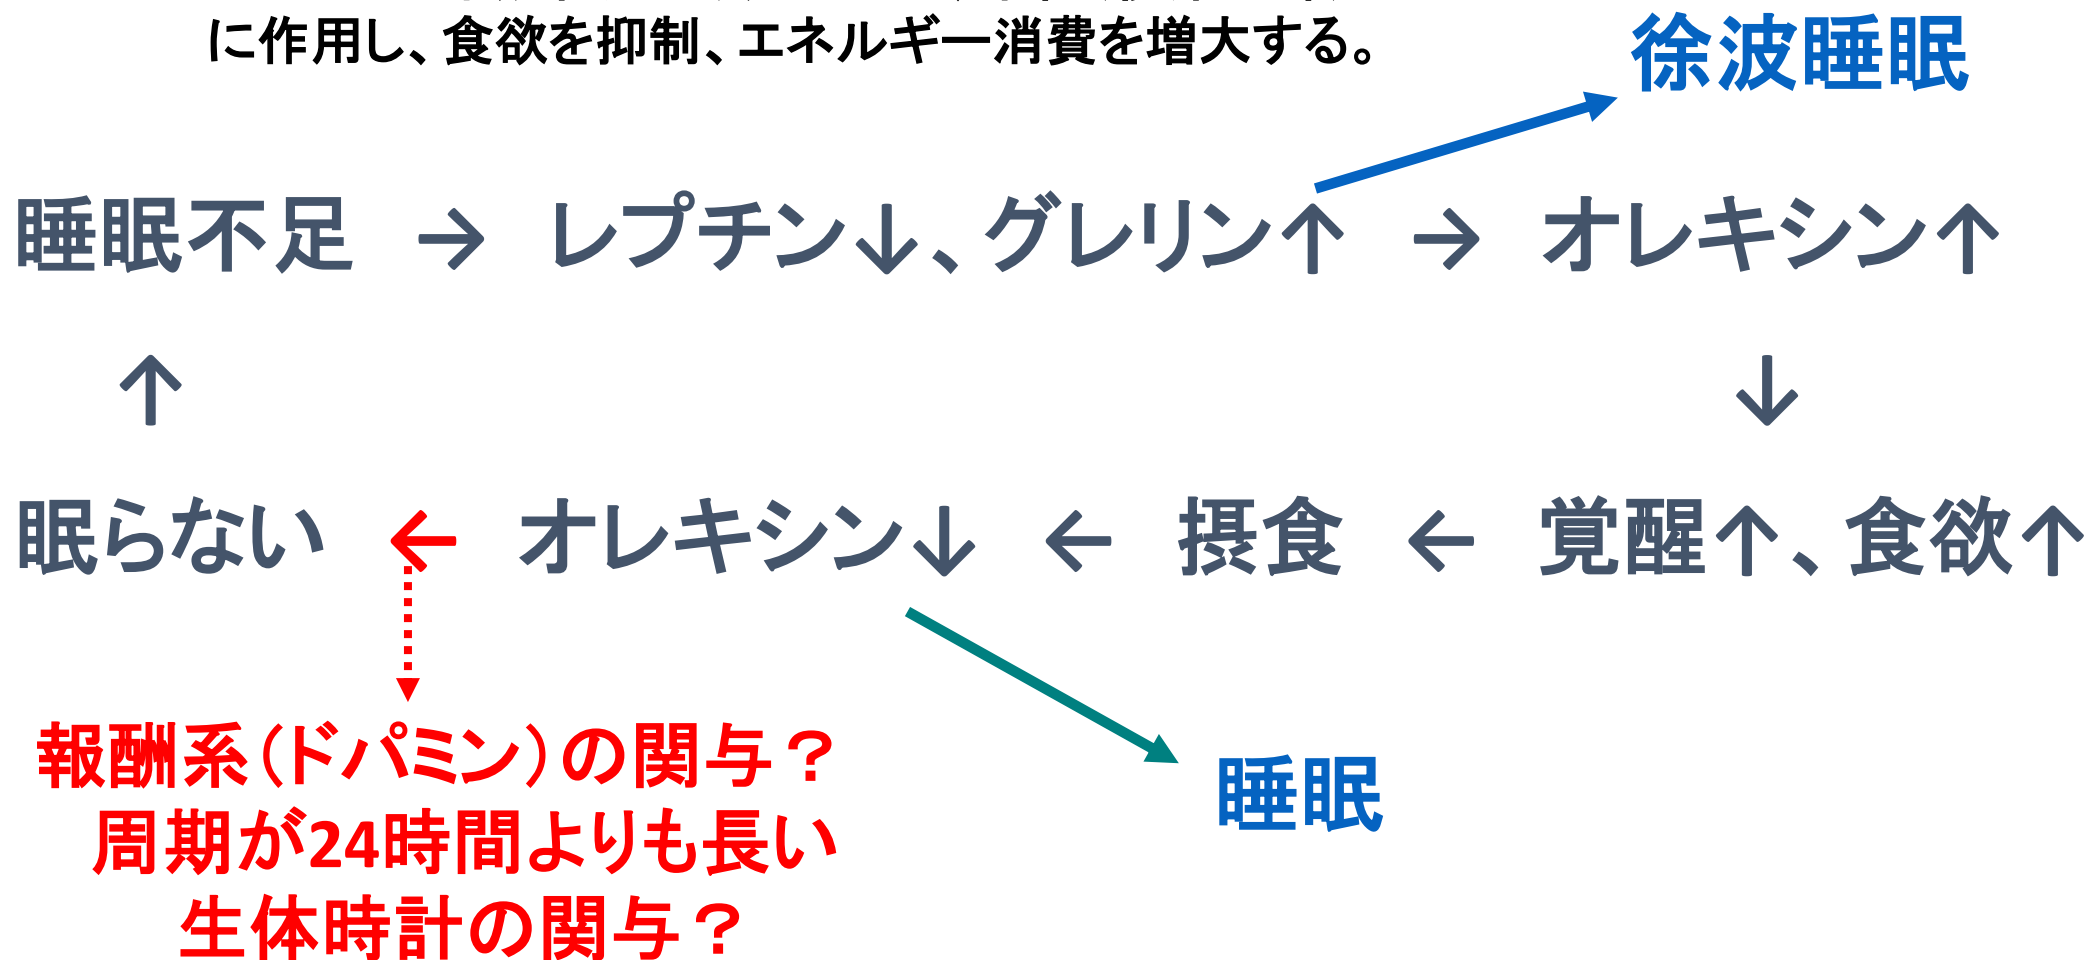 に作用し、食欲を抑制、エネルギー消費を増大する。
徐波睡眠
睡眠不足 → レプチン↓、グレリン↑ → オレキシン↑
↑ ↓
眠らない ← オレキシン↓ ← 摂食 ← 覚醒↑、食欲↑
報酬系(ドパミン)の関与?
周期が24時間よりも長い
生体時計の関与?
睡眠